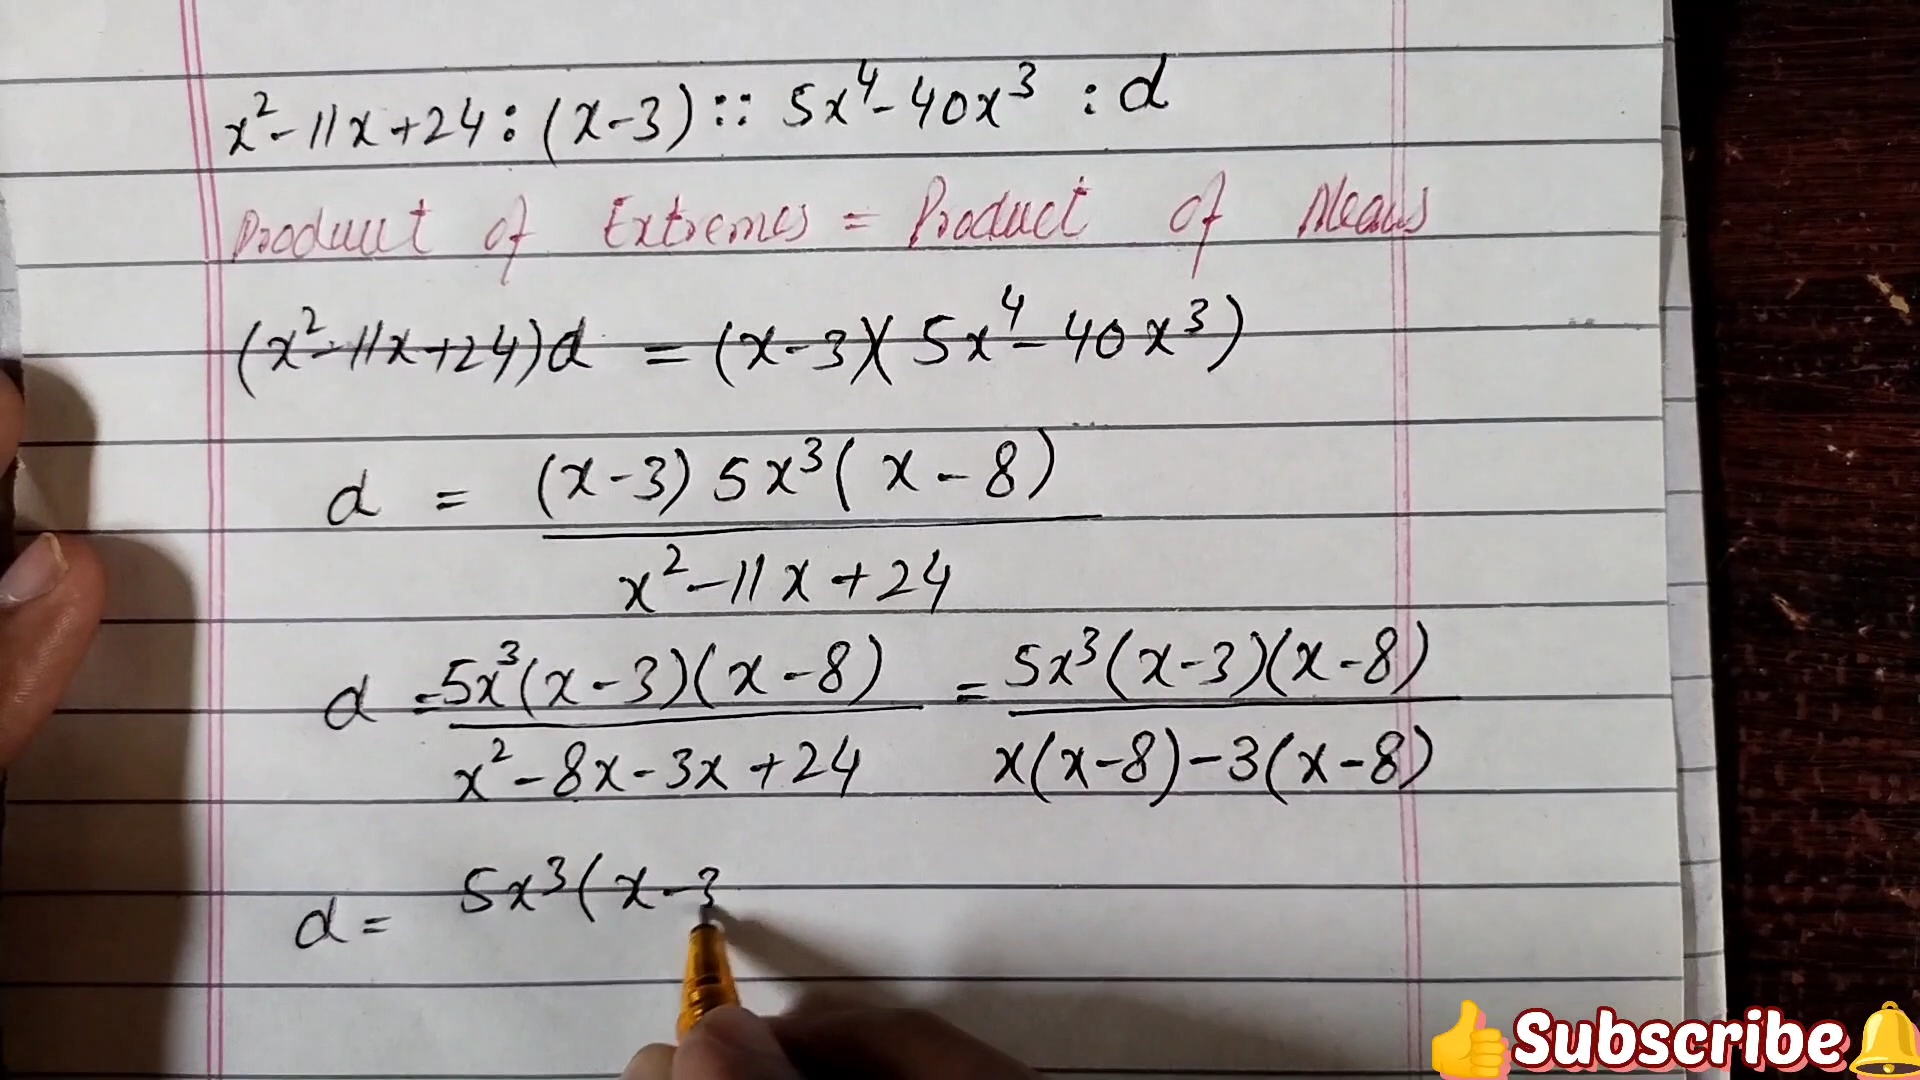 x²-11x+24:(x-3)::5x⁴-40x³:d
Product of Extremes = Product of Means
(x²-11x+24)d = (x-3)(5x⁴-40x³)
d = (x-3)5x³(x-8) / x²-11x+24
d = 5x³(x-3)(x-8) / x²-8x-3x+24 = 5x³(x-3)(x-8) / x(x-8)-3(x-8)
d = 5x³(x-3
Subscribe